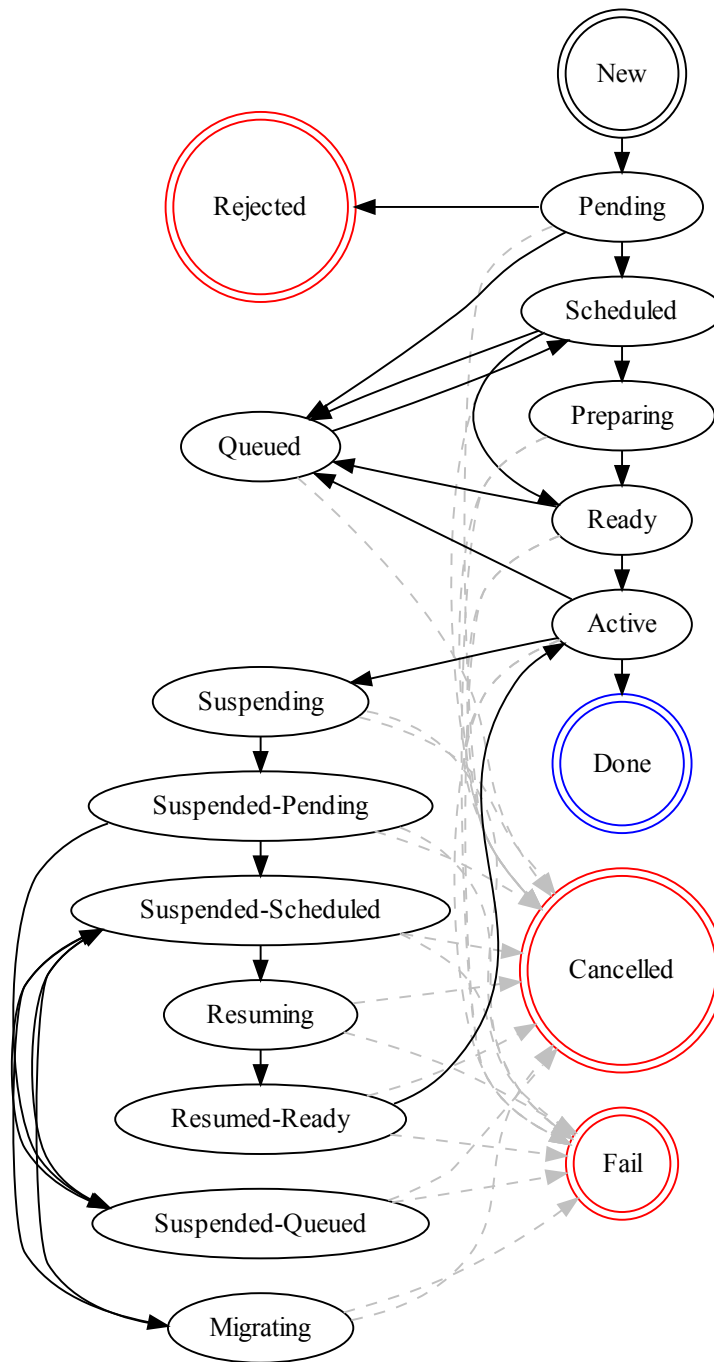 New
Rejected
Pending
Scheduled
Preparing
Queued
Ready
Active
Suspending
Done
Suspended-Pending
Suspended-Scheduled
Cancelled
Resuming
Resumed-Ready
Fail
Suspended-Queued
Migrating